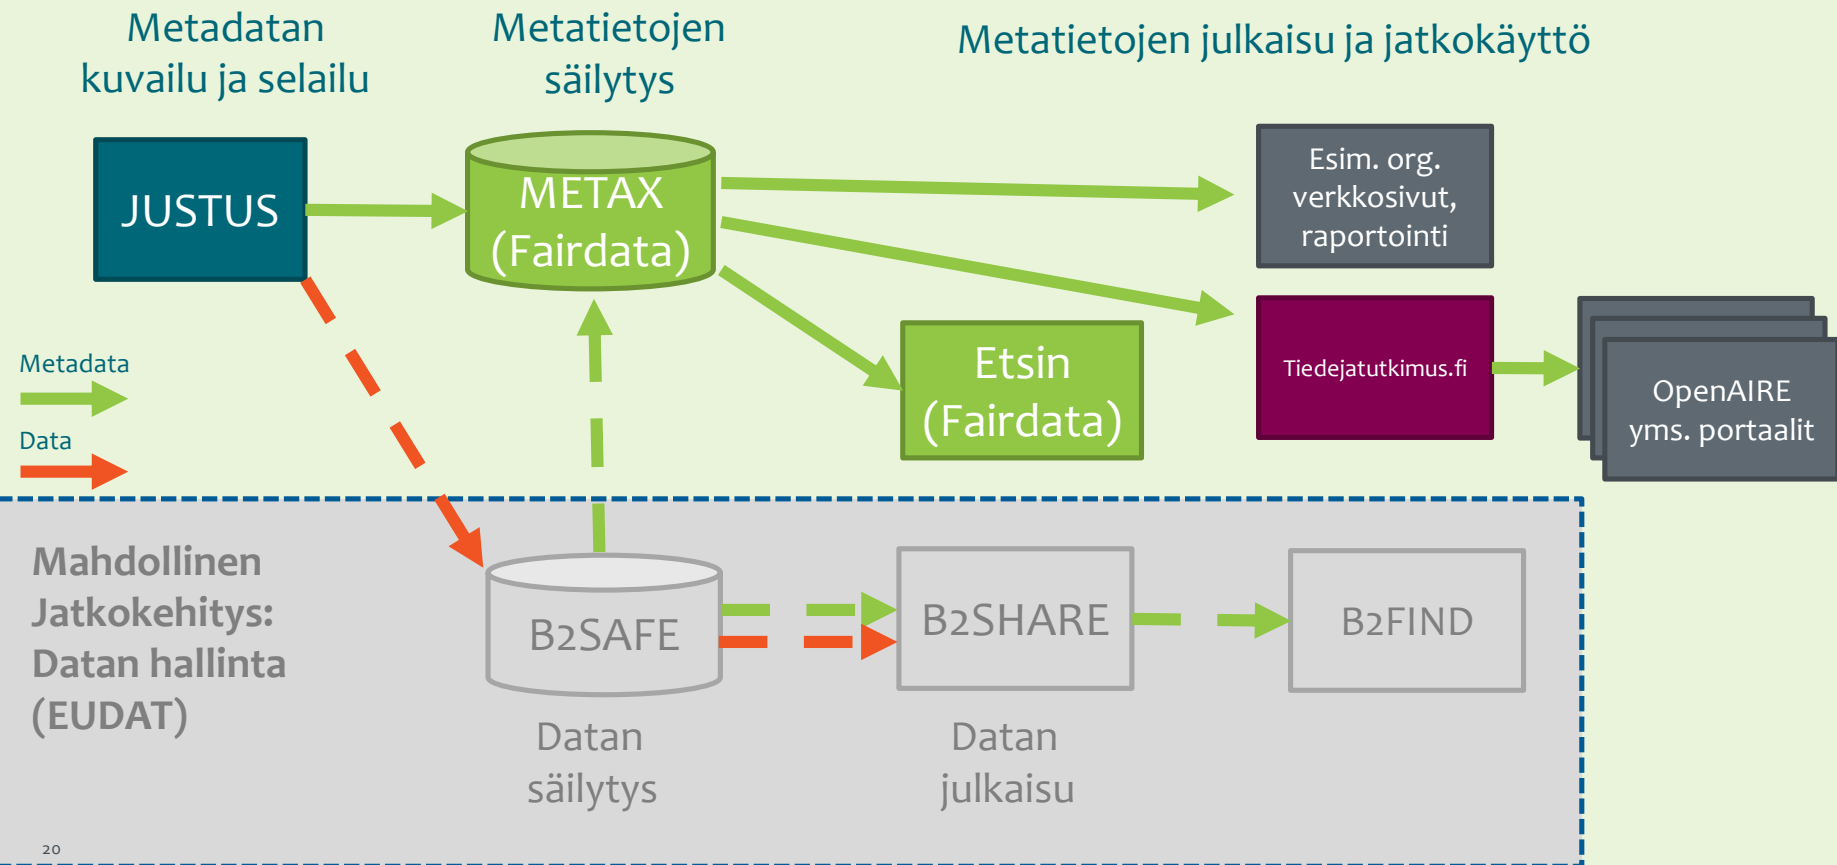 Metadatan
kuvailu ja selailu
Metatietojen
säilytys
Metatietojen julkaisu ja jatkokäyttö
JUSTUS
METAX
(Fairdata)
Esim. org.
verkkosivut,
raportointi
Etsin
(Fairdata)
Tiedejatutkimus.fi
OpenAIRE
yms. portaalit
Metadata
Data
Mahdollinen
Jatkokehitys:
Datan hallinta
(EUDAT)
B2SAFE
B2SHARE
B2FIND
Datan
säilytys
Datan
julkaisu
20